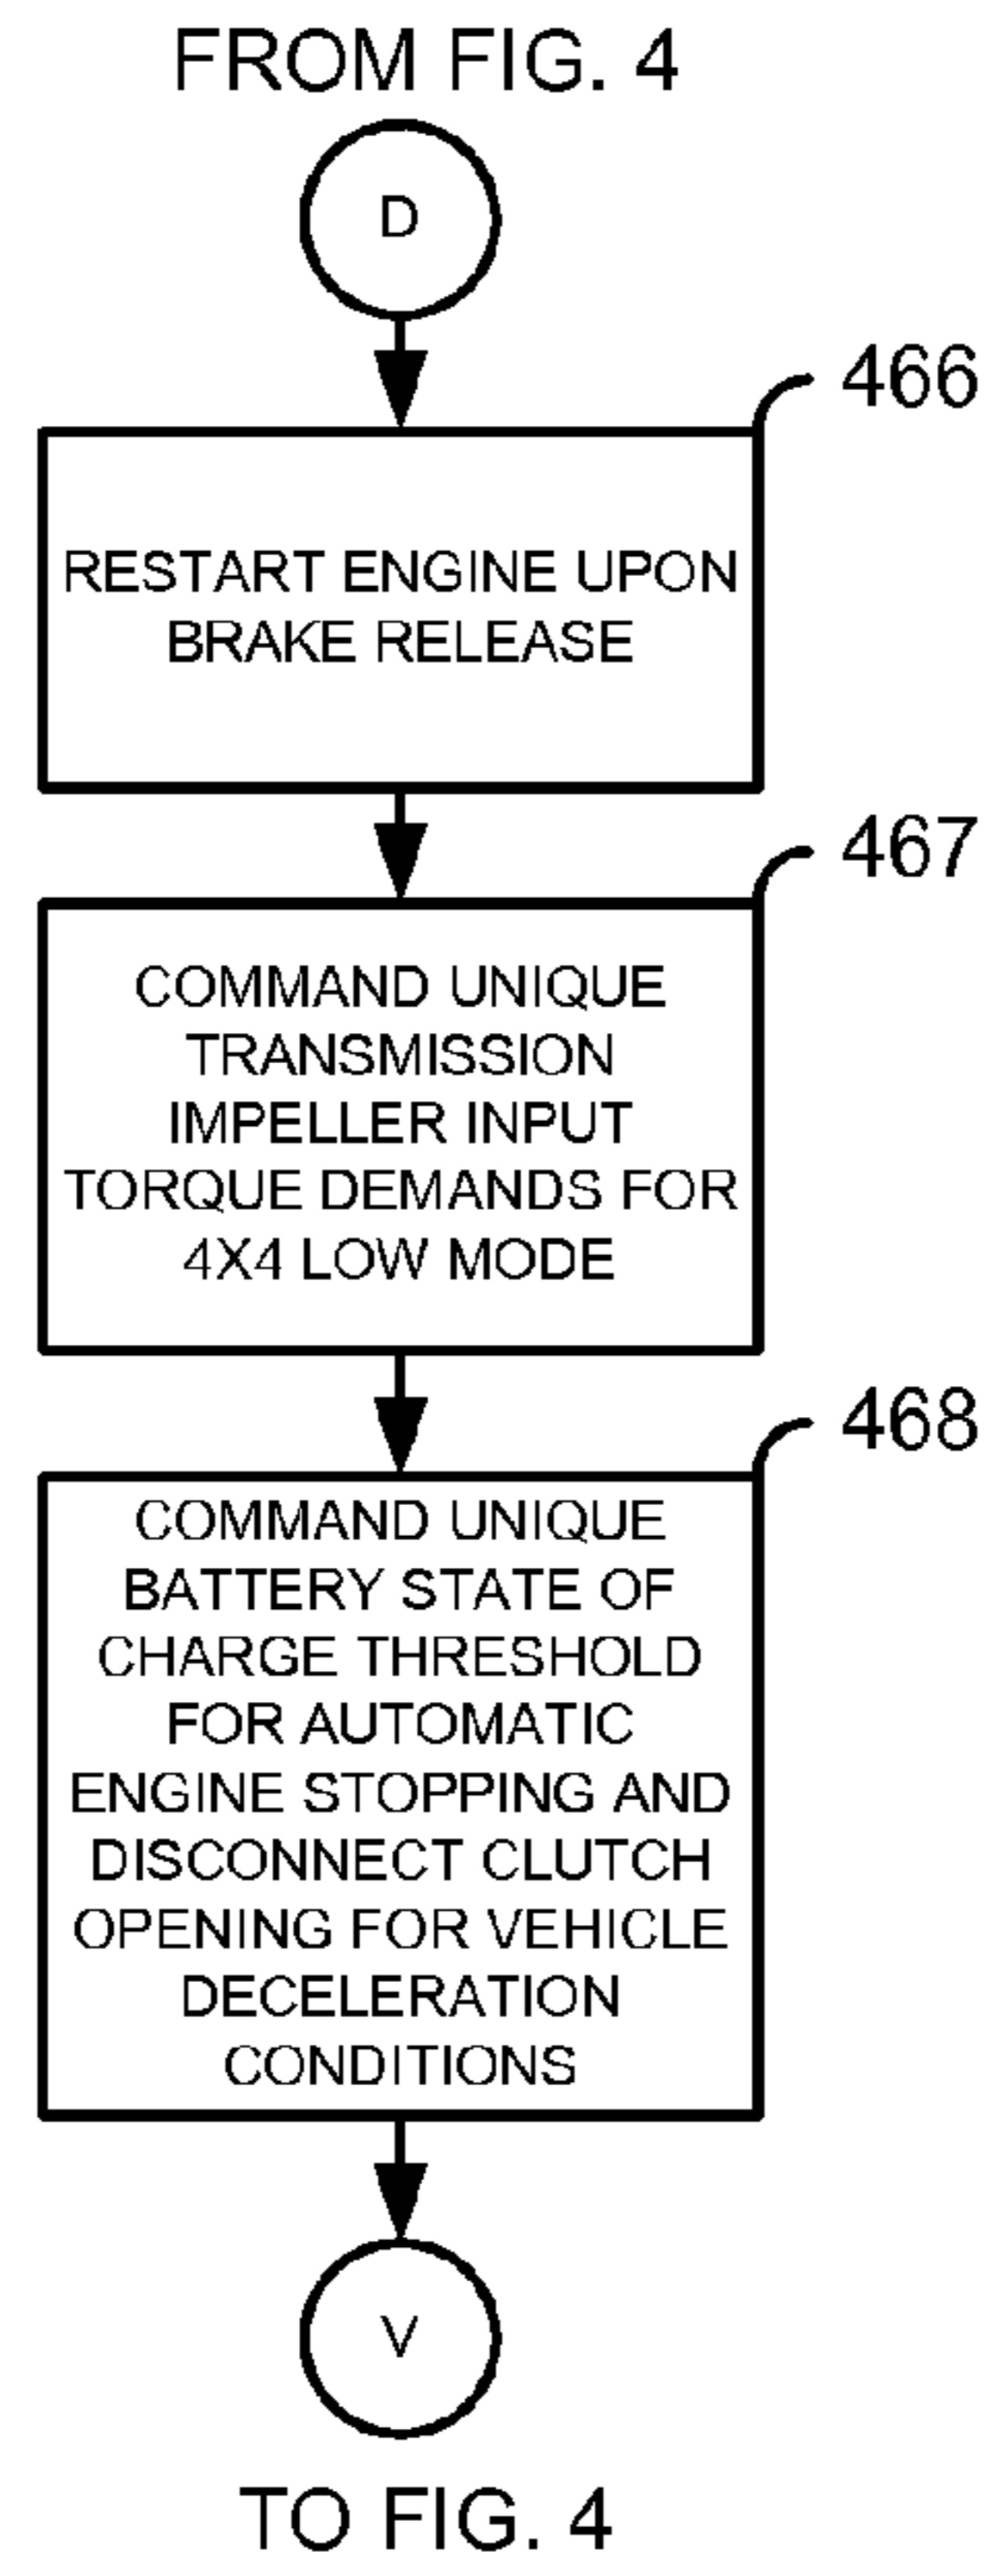 FROM FIG. 4
D
466
RESTART ENGINE UPON
BRAKE RELEASE
467
COMMAND UNIQUE
TRANSMISSION
IMPELLER INPUT
TORQUE DEMANDS FOR
4X4 LOW MODE
468
COMMAND UNIQUE
BATTERY STATE OF
CHARGE THRESHOLD
FOR AUTOMATIC
ENGINE STOPPING AND
DISCONNECT CLUTCH
OPENING FOR VEHICLE
DECELERATION
CONDITIONS
V
TO FIG. 4